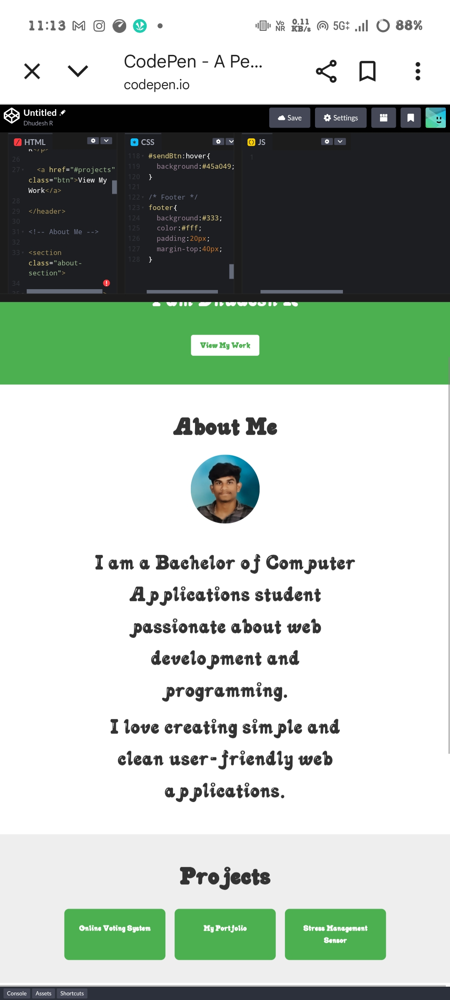 11:13
Vo NR
0.11 KB/s
5G
88%
CodePen - A Pe...
codepen.io
Untitled
Dhudesh R
Save
Settings
HTML
CSS
JS
R</p>
26
27 <a href="#projects"
class="btn">View My
Work</a>
28
29 </header>
30
31 <!-- About Me -->
32
33 <section
class="about-
section">
34
35 >
118 #sendBtn:hover{
119 background:#45a049;
120 }
121
122 /* Footer */
123 footer{
124 background:#333;
125 color:#fff;
126 padding:20px;
127 margin-top:40px;
128 }
1
I am Dhudesh R
View My Work
About Me
I am a Bachelor of Computer
Applications student
passionate about web
development and
programming.
I love creating simple and
clean user-friendly web
applications.
Projects
Online Voting System
My Portfolio
Stress Management
Sensor
Console
Assets
Shortcuts